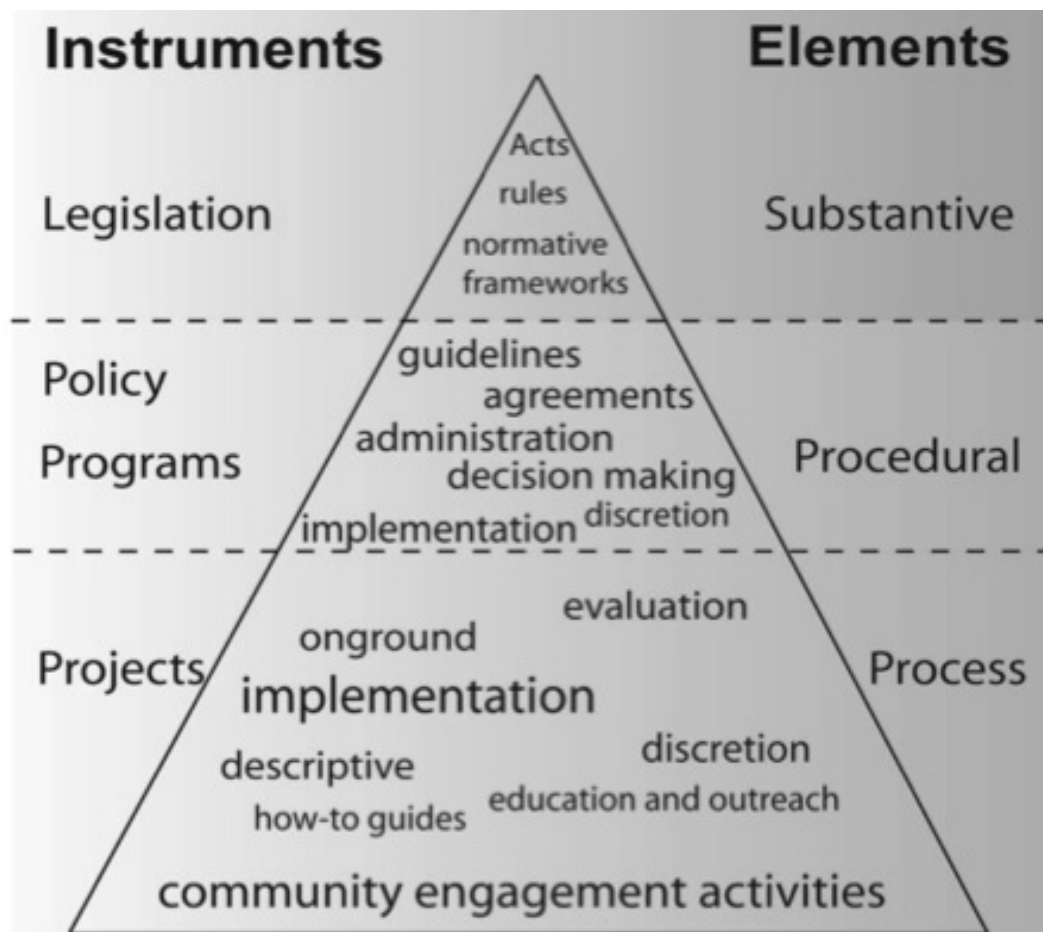 Instruments
Elements
Acts
rules
Legislation
Substantive
normative
frameworks
guidelines
Policy
agreements
administration
Programs
decision making
Procedural
implementation
discretion
evaluation
onground
Projects
implementation
Process
descriptive
discretion
how-to guides
education and outreach
community engagement activities